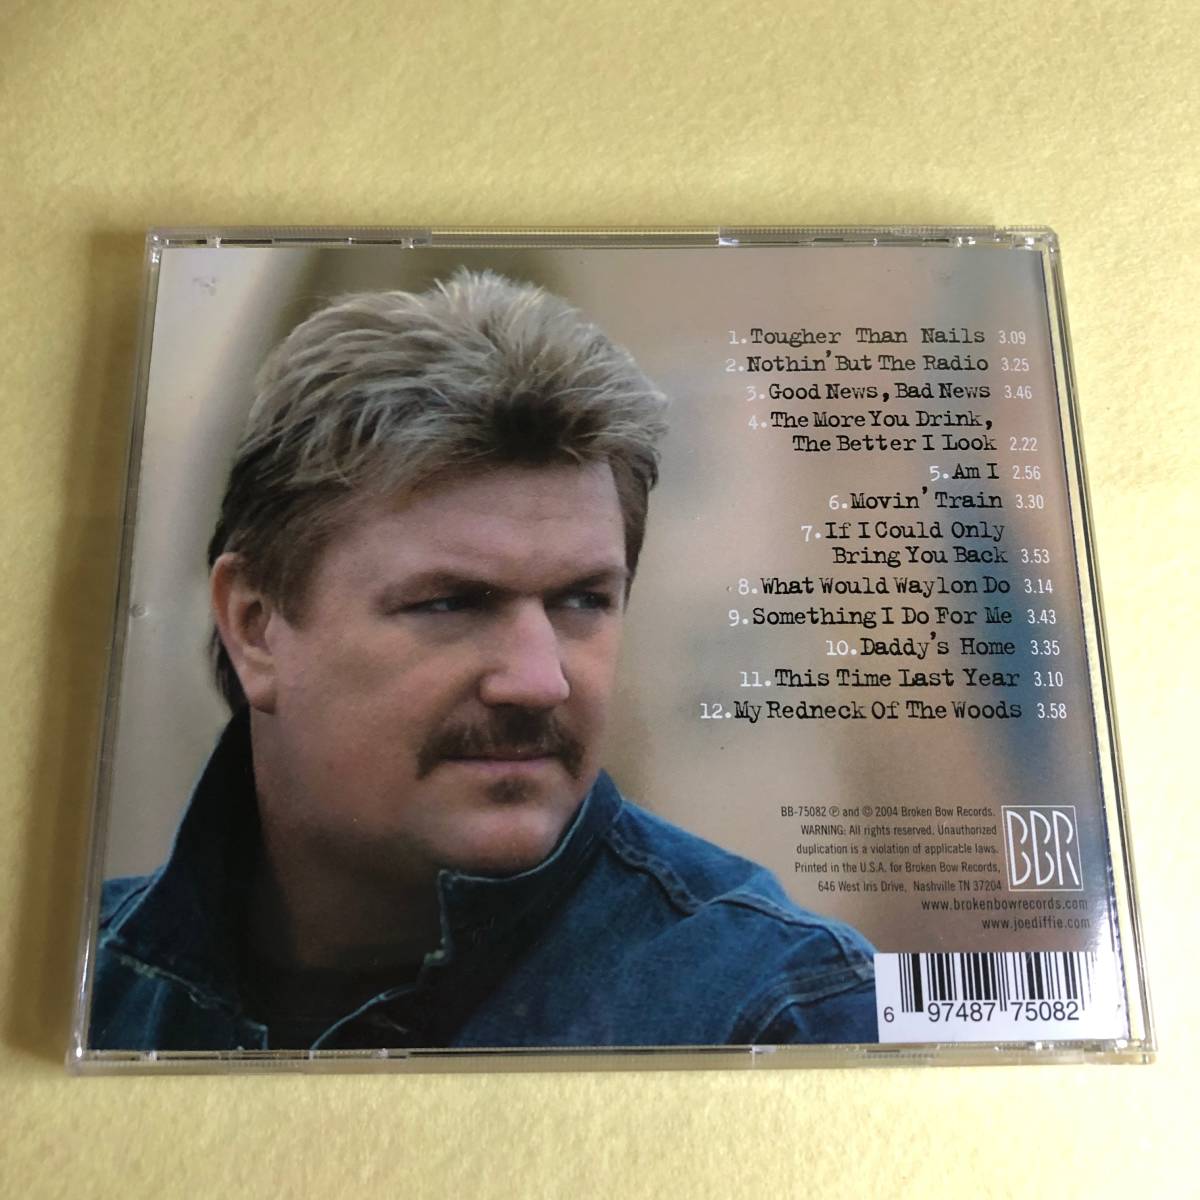 1.Tougher Than Nails 3.09
2.Nothin' But The Radio 3.25
3.Good News, Bad News 3.46
4.The More You Drink,
The Better I Look 2.22
5.Am I 2.56
6.Movin' Train 3.30
7.If I Could Only
Bring You Back 3.53
8.What Would Waylon Do 3.14
9.Something I Do For Me 3.43
10.Daddy's Home 3.35
11.This Time Last Year 3.10
12.My Redneck Of The Woods 3.58
BB-75082 ℗ and © 2004 Broken Bow Records.
WARNING: All rights reserved. Unauthorized
duplication is a violation of applicable laws.
Printed in the U.S.A. for Broken Bow Records,
646 West Iris Drive, Nashville TN 37204
BBR
www.brokenbowrecords.com
www.joediffie.com
6 97487 75082